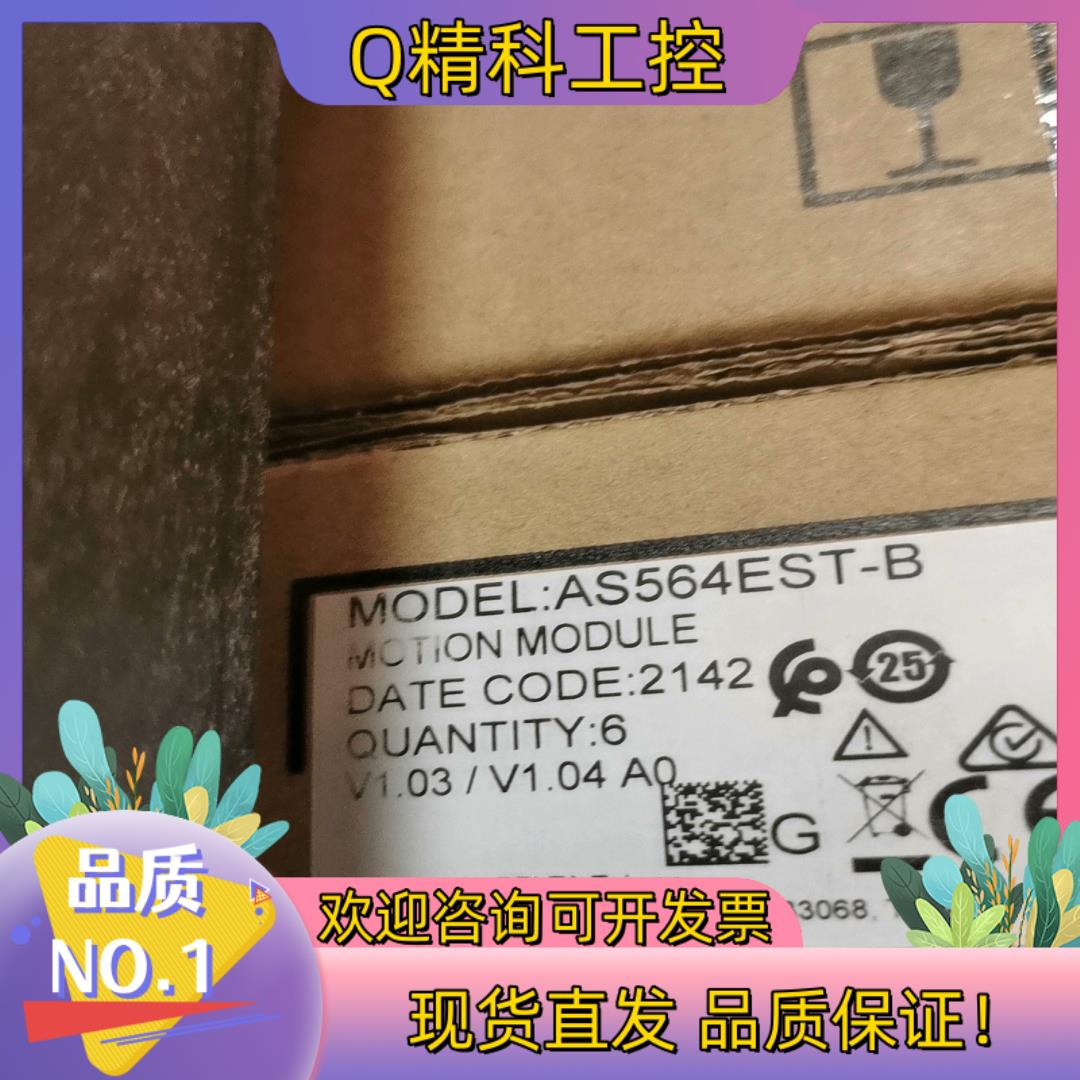 Q精科工控
MODEL:AS564EST-B
MOTION MODULE
DATE CODE:2142
25
QUANTITY:6
V1.03 / V1.04 A0
G
CE
品质
NO.1
欢迎咨询可开发票
03068.
现货直发 品质保证！